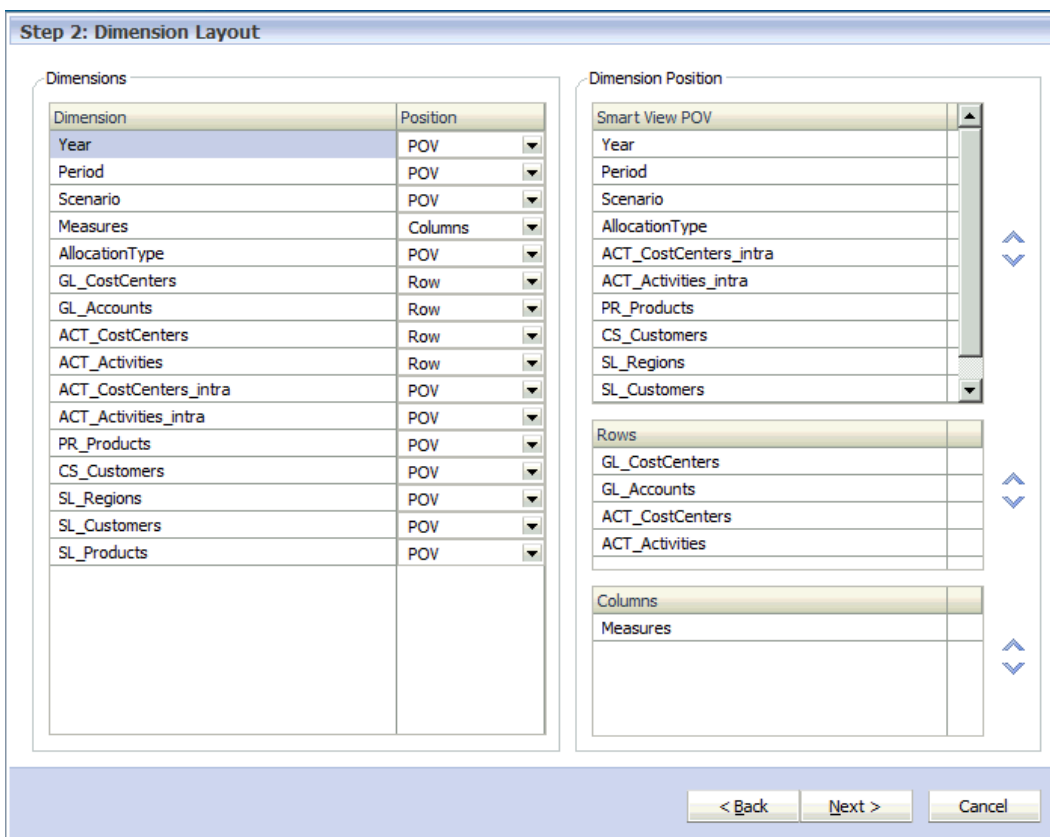 Step 2: Dimension Layout
Dimensions
Dimension Position
Year POV
Period POV
Scenario POV
Measures Columns
AllocationType POV
GL_CostCenters Row
GL_Accounts Row
ACT_CostCenters Row
ACT_Activities Row
ACT_CostCenters_intra POV
ACT_Activities_intra POV
PR_Products POV
CS_Customers POV
SL_Regions POV
SL_Customers POV
SL_Products POV
Dimension Position
Smart View POV
Year
Period
Scenario
AllocationType
ACT_CostCenters_intra
ACT_Activities_intra
PR_Products
CS_Customers
SL_Regions
SL_Customers
Rows
GL_CostCenters
GL_Accounts
ACT_CostCenters
ACT_Activities
Columns
Measures
< Back Next > Cancel